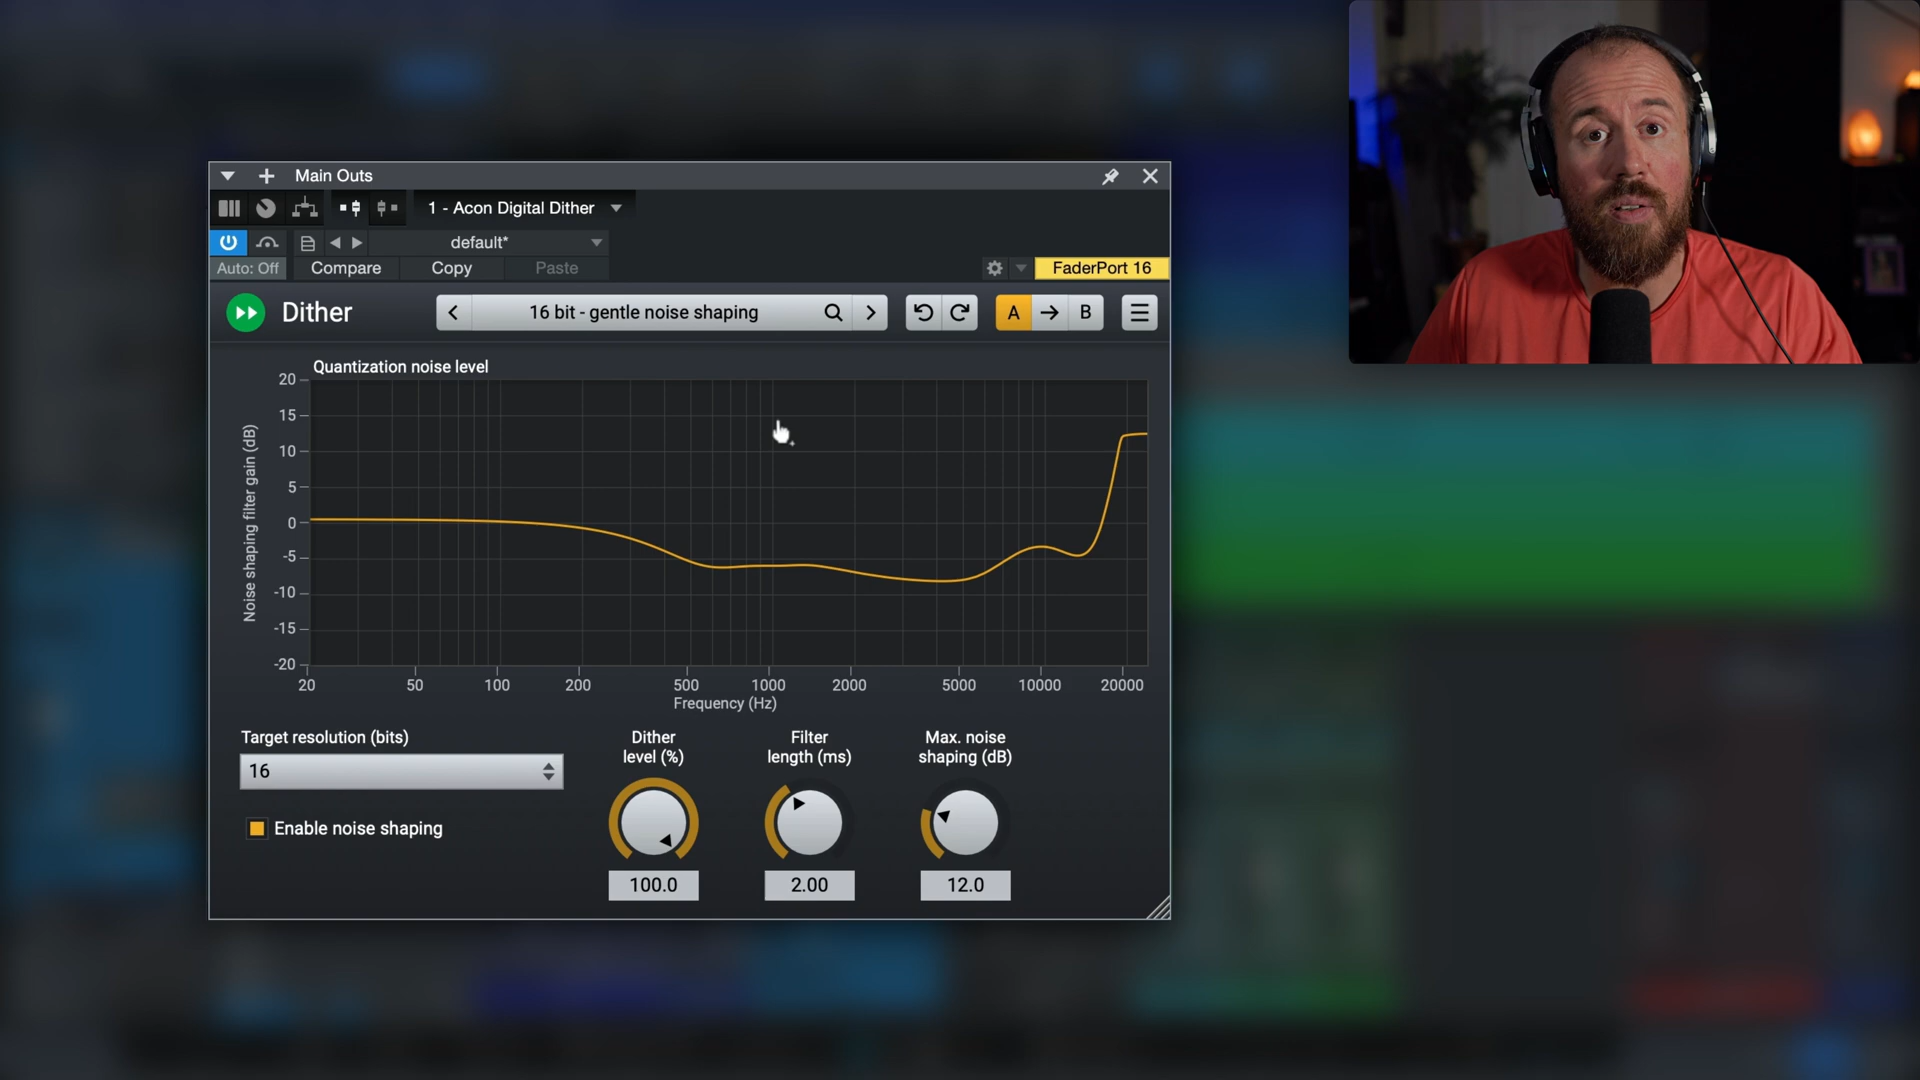 Main Outs
1 - Acon Digital Dither
default*
Auto: Off
Compare
Copy
Paste
FaderPort 16
Dither
16 bit - gentle noise shaping
A
B
Quantization noise level
Noise shaping filter gain (dB)
20
15
10
5
0
-5
-10
-15
-20
20
50
100
200
500
1000
2000
5000
10000
20000
Frequency (Hz)
Target resolution (bits)
16
Enable noise shaping
Dither
level (%)
100.0
Filter
length (ms)
2.00
Max. noise
shaping (dB)
12.0